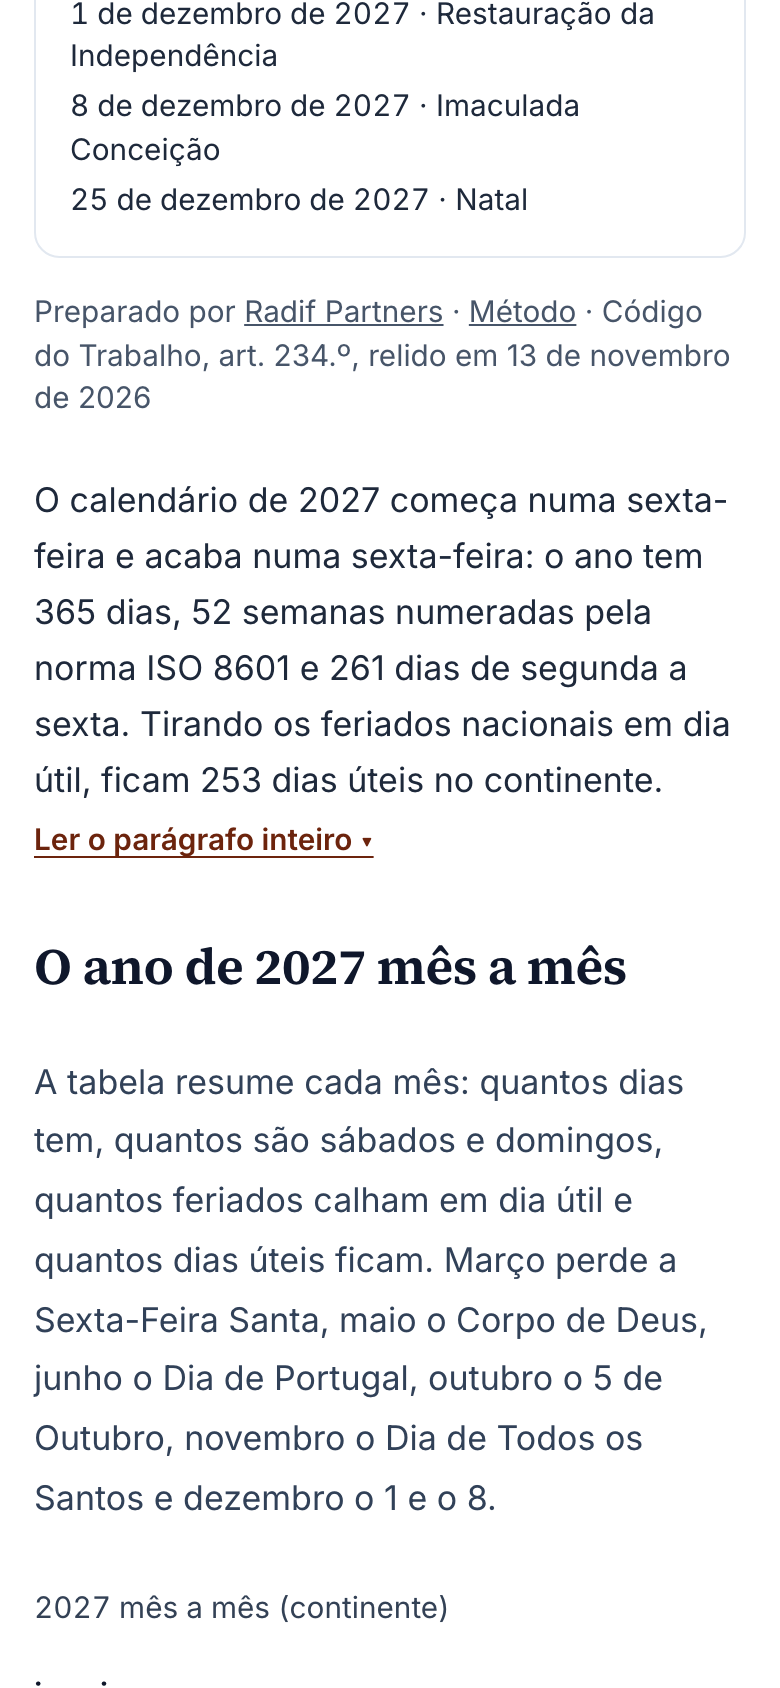 1 de dezembro de 2027 · Restauração da
Independência
8 de dezembro de 2027 · Imaculada
Conceição
25 de dezembro de 2027 · Natal
Preparado por Radif Partners · Método · Código
do Trabalho, art. 234.º, relido em 13 de novembro
de 2026
O calendário de 2027 começa numa sexta-
feira e acaba numa sexta-feira: o ano tem
365 dias, 52 semanas numeradas pela
norma ISO 8601 e 261 dias de segunda a
sexta. Tirando os feriados nacionais em dia
útil, ficam 253 dias úteis no continente.
Ler o parágrafo inteiro ▾
O ano de 2027 mês a mês
A tabela resume cada mês: quantos dias
tem, quantos são sábados e domingos,
quantos feriados calham em dia útil e
quantos dias úteis ficam. Março perde a
Sexta-Feira Santa, maio o Corpo de Deus,
junho o Dia de Portugal, outubro o 5 de
Outubro, novembro o Dia de Todos os
Santos e dezembro o 1 e o 8.
2027 mês a mês (continente)